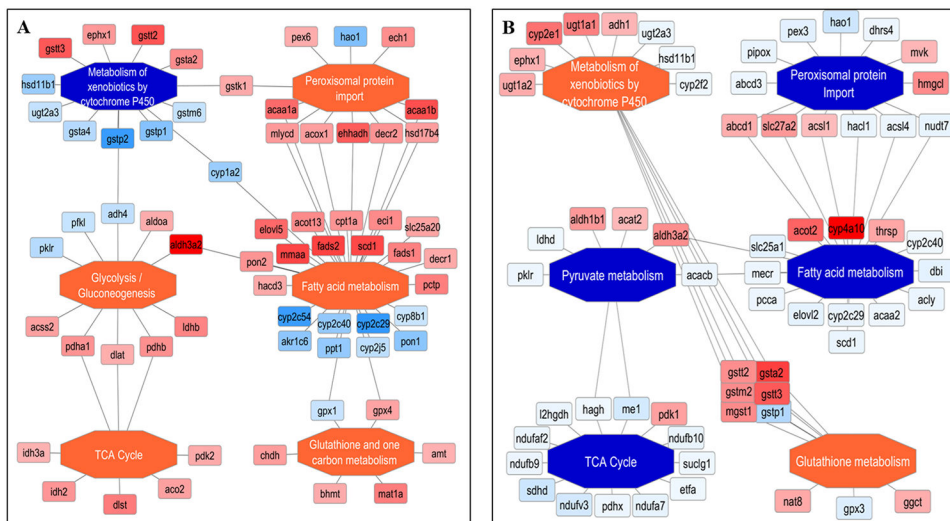 A
ephx1
gstt2
gstt3
gsta2
hsd11b1
Metabolism of
xenobiotics by
cytochrome P450
ugt2a3
gstm6
gsta4
gstp1
gstp2
gstk1
cyp1a2
pex6
hao1
ech1
Peroxisomal protein
import
acaa1a
acaa1b
mlycd
acox1
ehhadh
decr2
hsd17b4
adh4
pfkl
aldoa
pklr
aldh3a2
Glycolysis /
Gluconeogenesis
acss2
ldhb
pdha1
dlat
pdhb
elovl5
acot13
cpt1a
eci1
slc25a20
mmaa
fads2
scd1
fads1
pon2
decr1
hacd3
Fatty acid metabolism
pctp
cyp2c54
cyp2c40
cyp2c29
cyp8b1
akr1c6
ppt1
cyp2j5
pon1
idh3a
TCA Cycle
pdk2
idh2
dlst
aco2
gpx1
gpx4
chdh
Glutathione and one
carbon metabolism
amt
bhmt
mat1a
B
ugt1a1
adh1
cyp2e1
ugt2a3
ephx1
Metabolism of
xenobiotics by
cytochrome P450
hsd11b1
ugt1a2
cyp2f2
pex3
hao1
dhrs4
pipox
mvk
abcd3
Peroxisomal protein
Import
hmgcl
abcd1
slc27a2
acsl1
hacl1
acsl4
nudt7
aldh1b1
acat2
ldhd
aldh3a2
pklr
Pyruvate metabolism
acacb
acot2
cyp4a10
thrsp
slc25a1
cyp2c40
mecr
Fatty acid metabolism
dbi
pcca
acly
elovl2
cyp2c29
acaa2
scd1
gstt2
gsta2
gstm2
gstt3
mgst1
gstp1
l2hgdh
hagh
me1
pdk1
ndufaf2
ndufb10
ndufb9
TCA Cycle
suclg1
sdhd
etfa
ndufv3
pdhx
ndufa7
Glutathione metabolism
nat8
gpx3
ggct